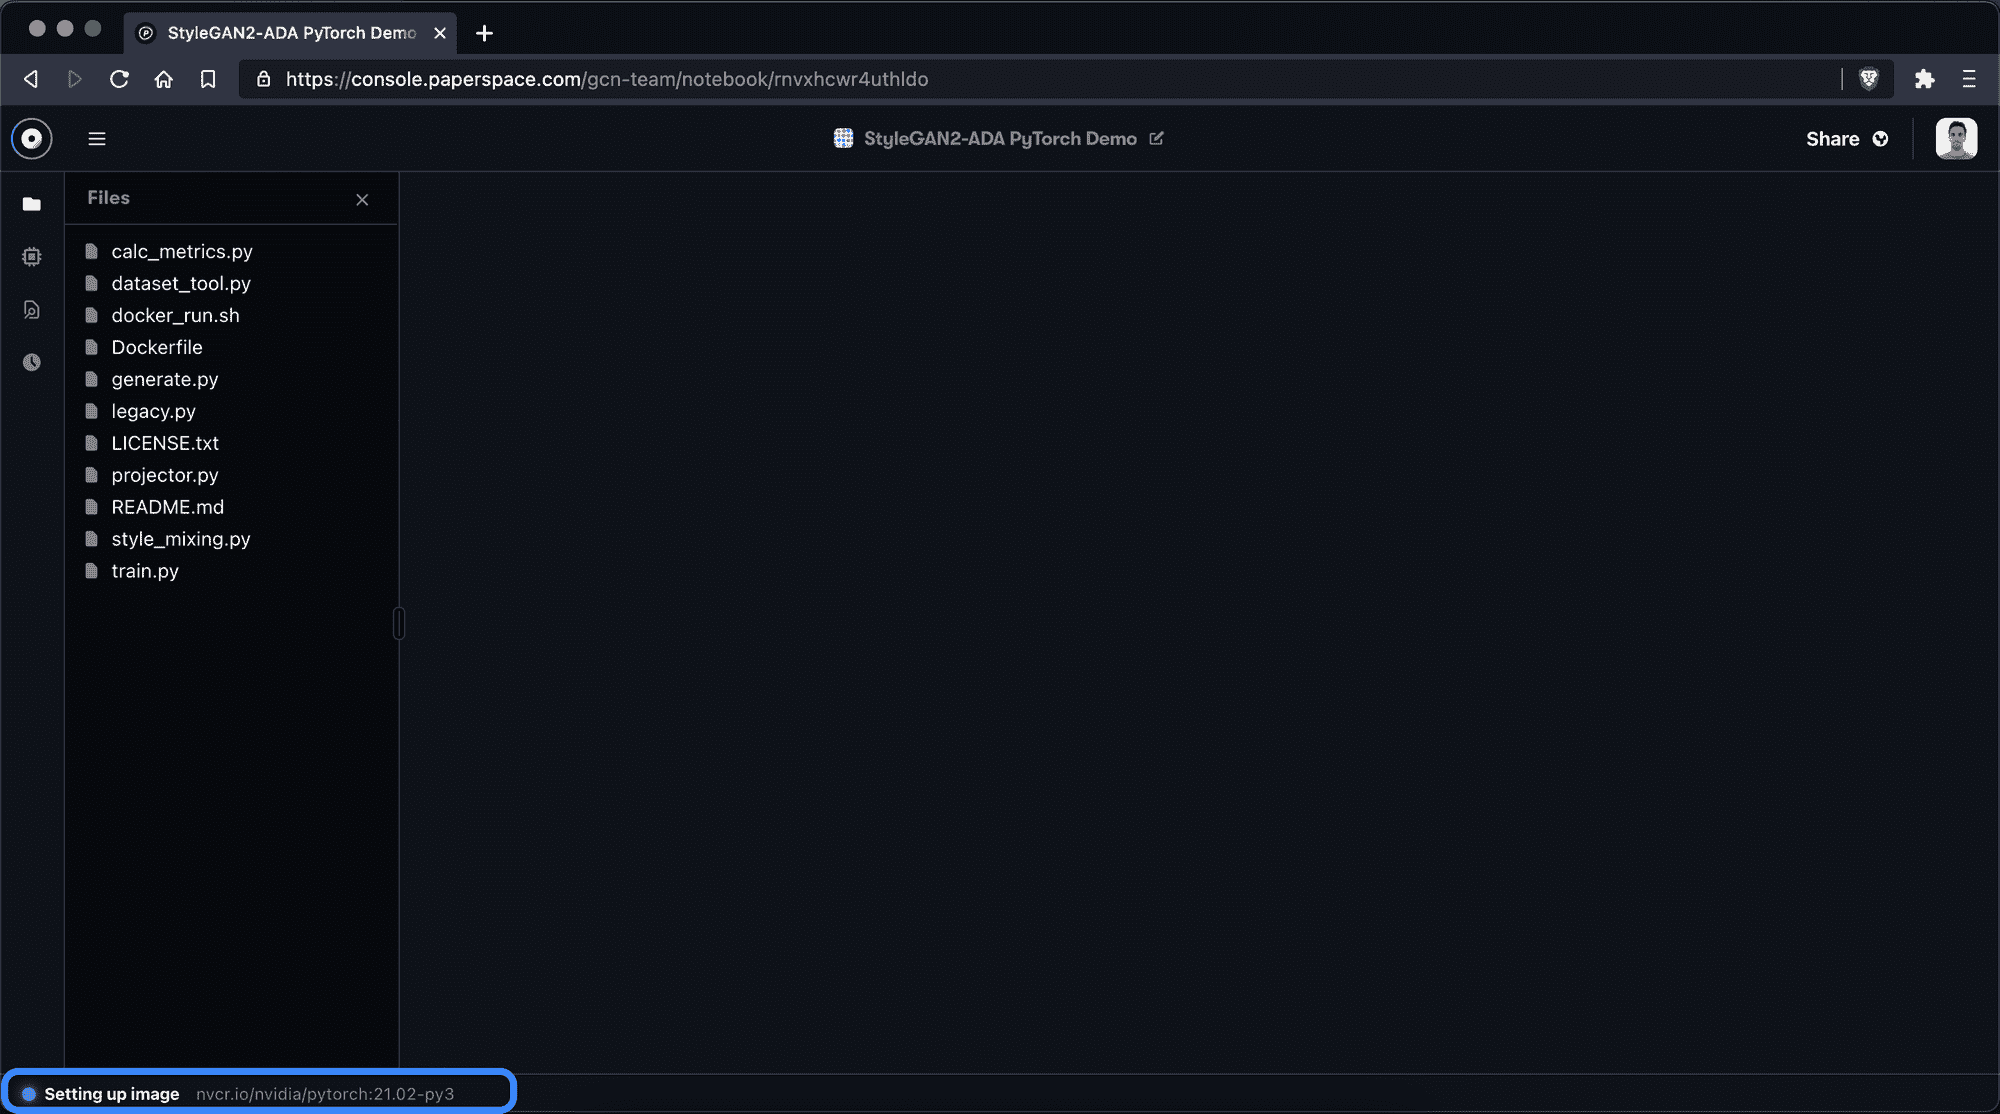 StyleGAN2-ADA PyTorch Demo
https://console.paperspace.com/gcn-team/notebook/rnvxhcwr4uthldo
StyleGAN2-ADA PyTorch Demo
Share
Files
calc_metrics.py
dataset_tool.py
docker_run.sh
Dockerfile
generate.py
legacy.py
LICENSE.txt
projector.py
README.md
style_mixing.py
train.py
Setting up image nvcr.io/nvidia/pytorch:21.02-py3